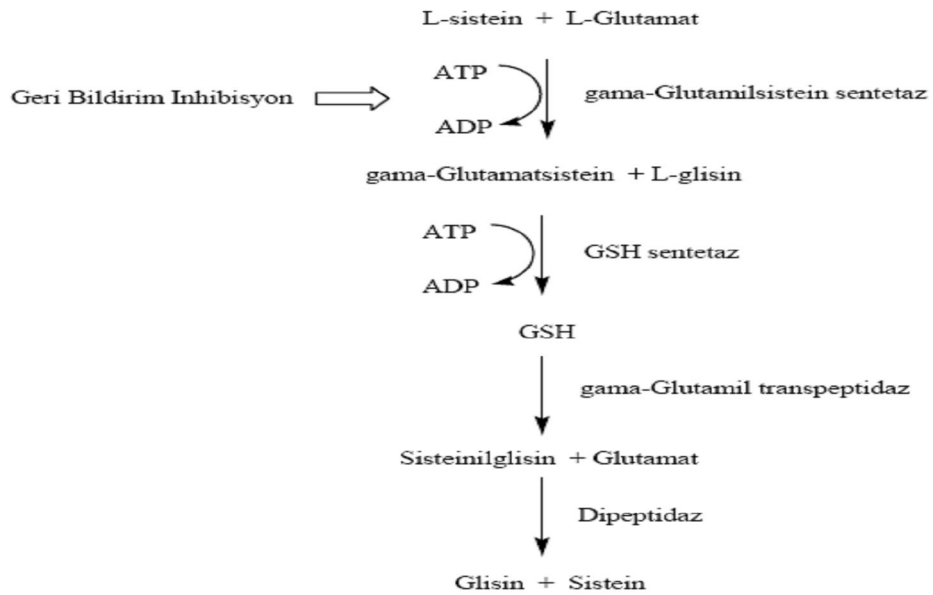 L-sistein + L-Glutamat
ATP
Geri Bildirim Inhibisyon
gama-Glutamilsistein sentetaz
ADP
gama-Glutamatsistein + L-glisin
ATP
GSH sentetaz
ADP
GSH
gama-Glutamil transpeptidaz
Sisteinilglisin + Glutamat
Dipeptidaz
Glisin + Sistein